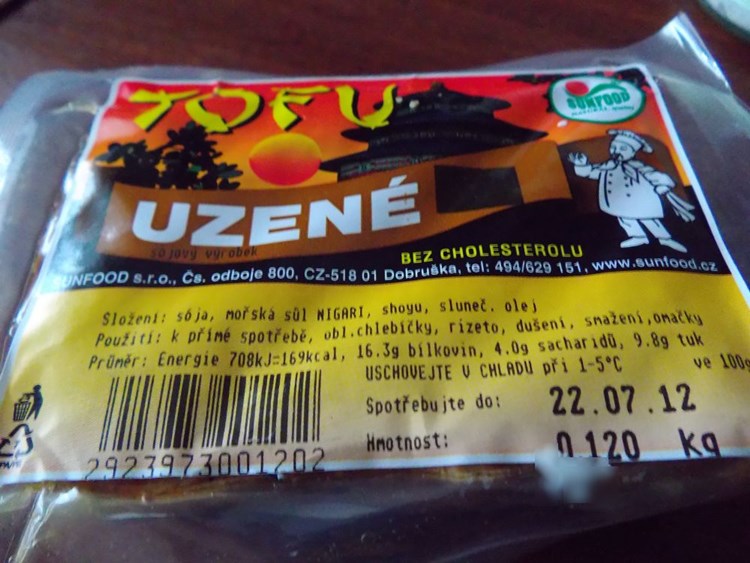 TOFU
SUNFOOD
UZENÉ
sójový výrobek
BEZ CHOLESTEROLU
SUNFOOD s.r.o., Čs. odboje 800, CZ-518 01 Dobruška, tel: 494/629 151, www.sunfood.cz
Složení: sója, mořská sůl NIGARI, shoyu, sluneč. olej
Použití: k přímé spotřebě, obl.chlebíčky, rizeto, dušení, smažení,omáčky
Průměr: Energie 708kJ=169kcal, 16.3g bílkovin, 4.0g sacharidů, 9.8g tuk
USCHOVEJTE V CHLADU při 1-5°C ve 100g
Spotřebujte do: 22.07.12
Hmotnost: 0,120 kg
2923973001202